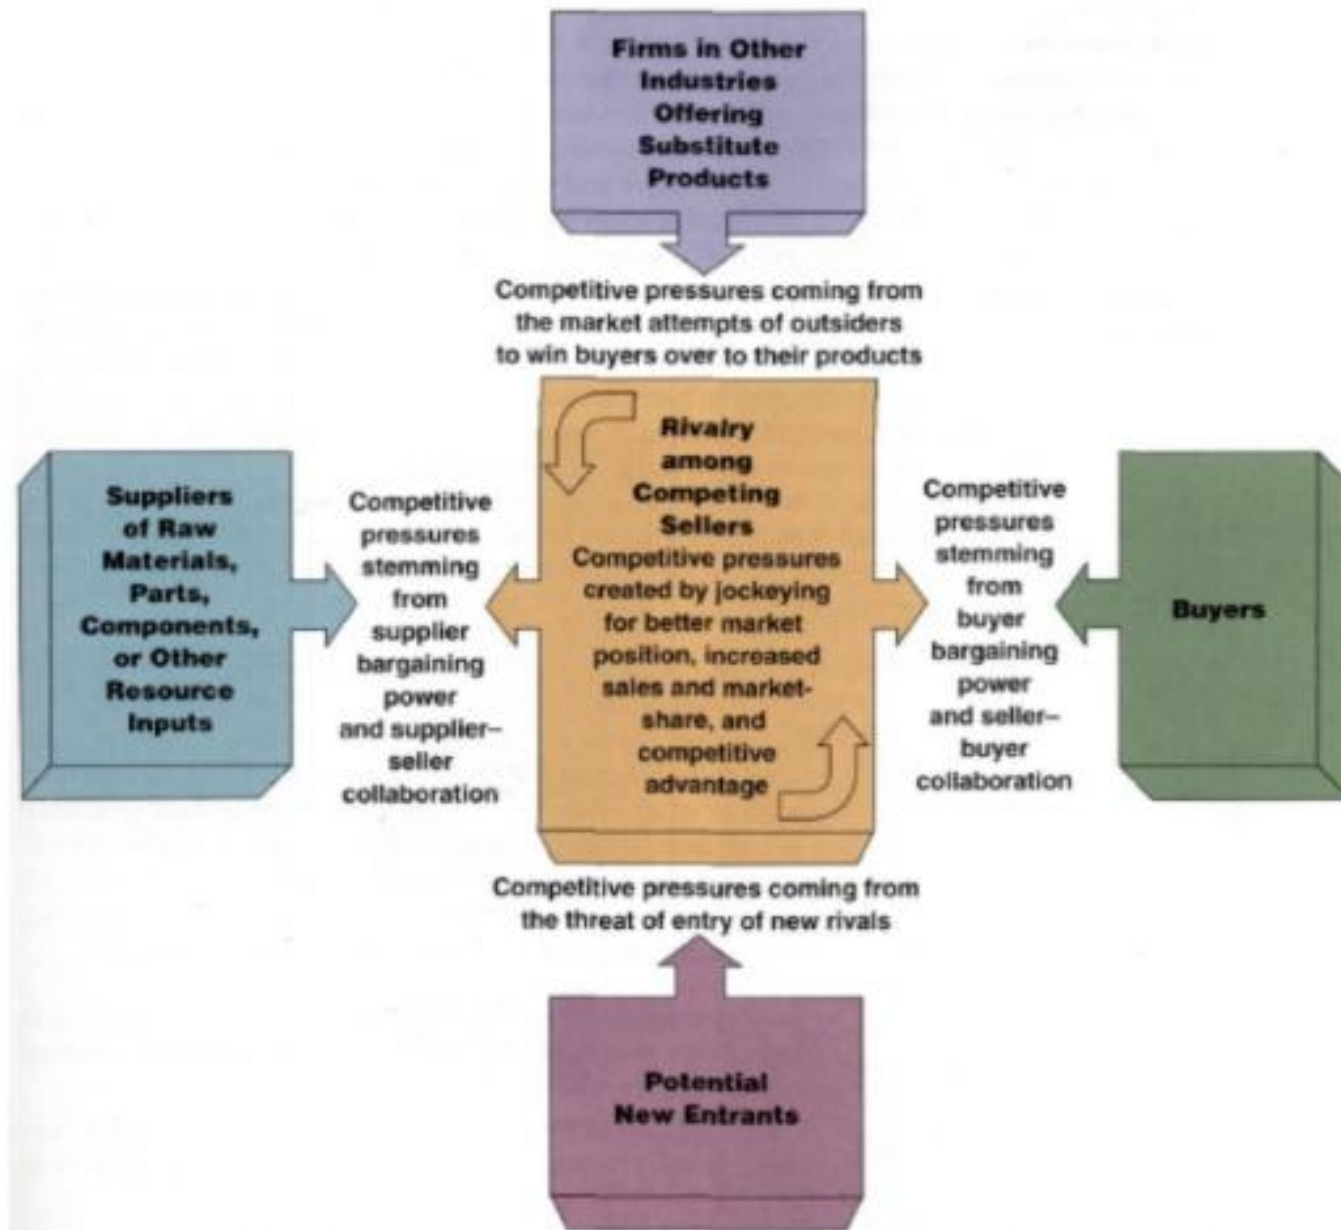 Firms in Other
Industries
Offering
Substitute
Products
Competitive pressures coming from
the market attempts of outsiders
to win buyers over to their products
Suppliers
of Raw
Materials,
Parts,
Components,
or Other
Resource
Inputs
Competitive
pressures
stemming
from
supplier
bargaining
power
and supplier–
seller
collaboration
Rivalry
among
Competing
Sellers
Competitive pressures
created by jockeying
for better market
position, increased
sales and market-
share, and
competitive
advantage
Competitive
pressures
stemming
from
buyer
bargaining
power
and seller–
buyer
collaboration
Buyers
Competitive pressures coming from
the threat of entry of new rivals
Potential
New Entrants